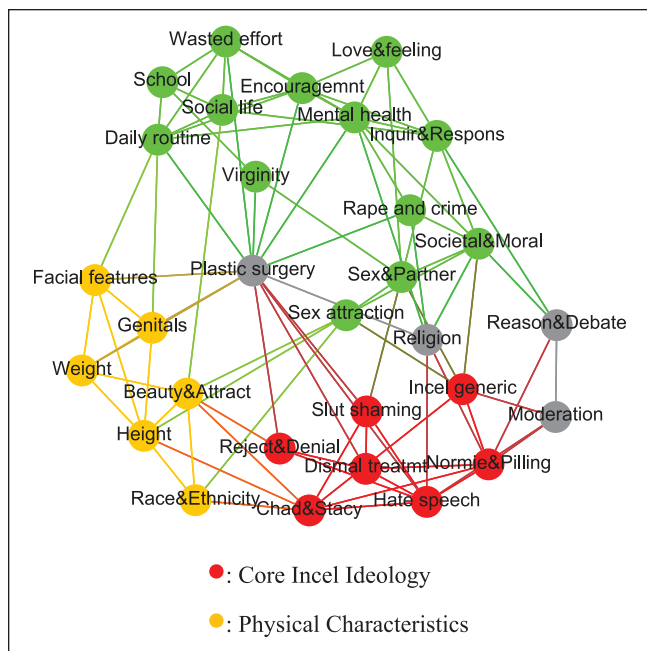 Wasted effort
Love&feeling
School
Encouragemnt
Social life
Mental health
Daily routine
Inquir&Respons
Virginity
Rape and crime
Societal&Moral
Facial features
Plastic surgery
Sex&Partner
Sex attraction
Genitals
Religion
Reason&Debate
Weight
Beauty&Attract
Incel generic
Slut shaming
Moderation
Height
Reject&Denial
Dismal treatmt
Normie&Pilling
Race&Ethnicity
Chad&Stacy
Hate speech
: Core Incel Ideology
: Physical Characteristics